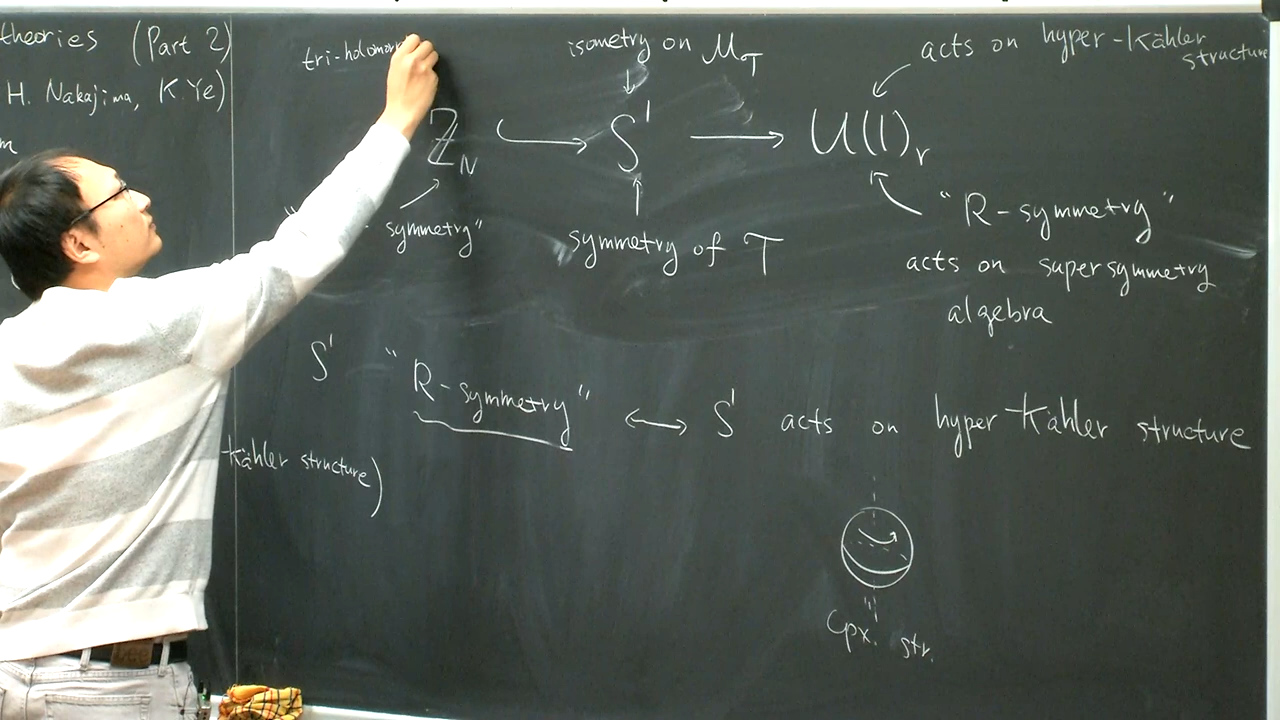 theories (Part 2)
H. Nakajima, K. Ye)
tri-holomor
isometry on M_T
acts on hyper-Kähler
structure
ℤ_N ↪ S¹ → U(1)_r
symmetry"
symmetry of T
"R-symmetry"
acts on supersymmetry
algebra
S¹ "R-symmetry" ↔ S¹ acts on hyper Kähler structure
Kähler structure)
Cpx. str.